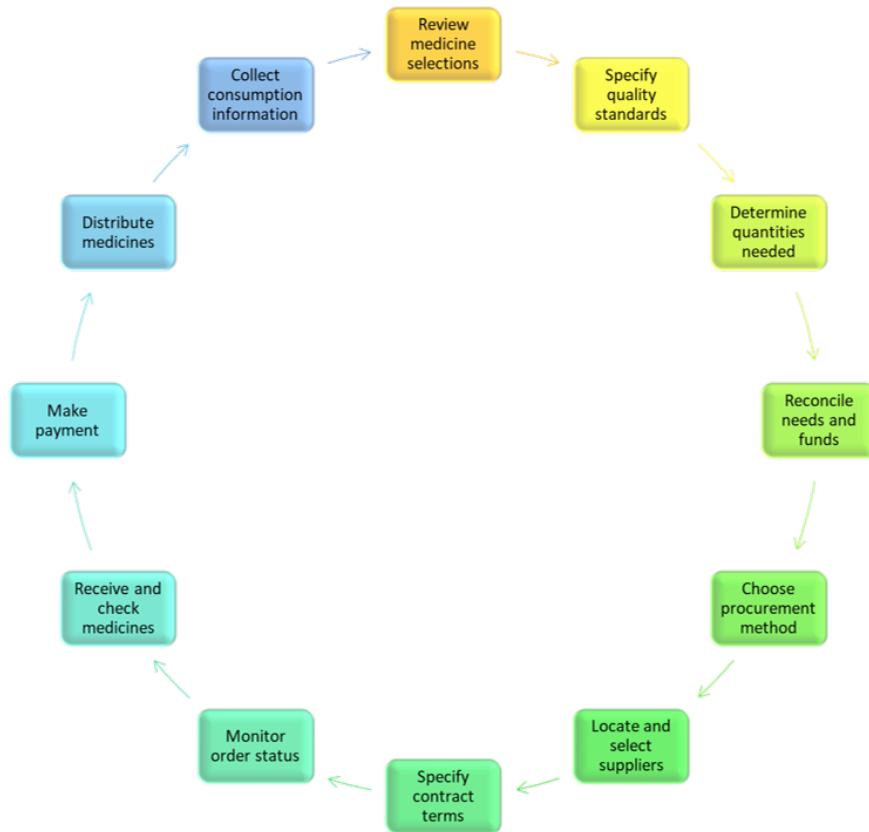 Review
medicine
selections
Specify
quality
standards
Determine
quantities
needed
Reconcile
needs and
funds
Choose
procurement
method
Locate and
select
suppliers
Specify
contract
terms
Monitor
order status
Receive and
check
medicines
Make
payment
Distribute
medicines
Collect
consumption
information